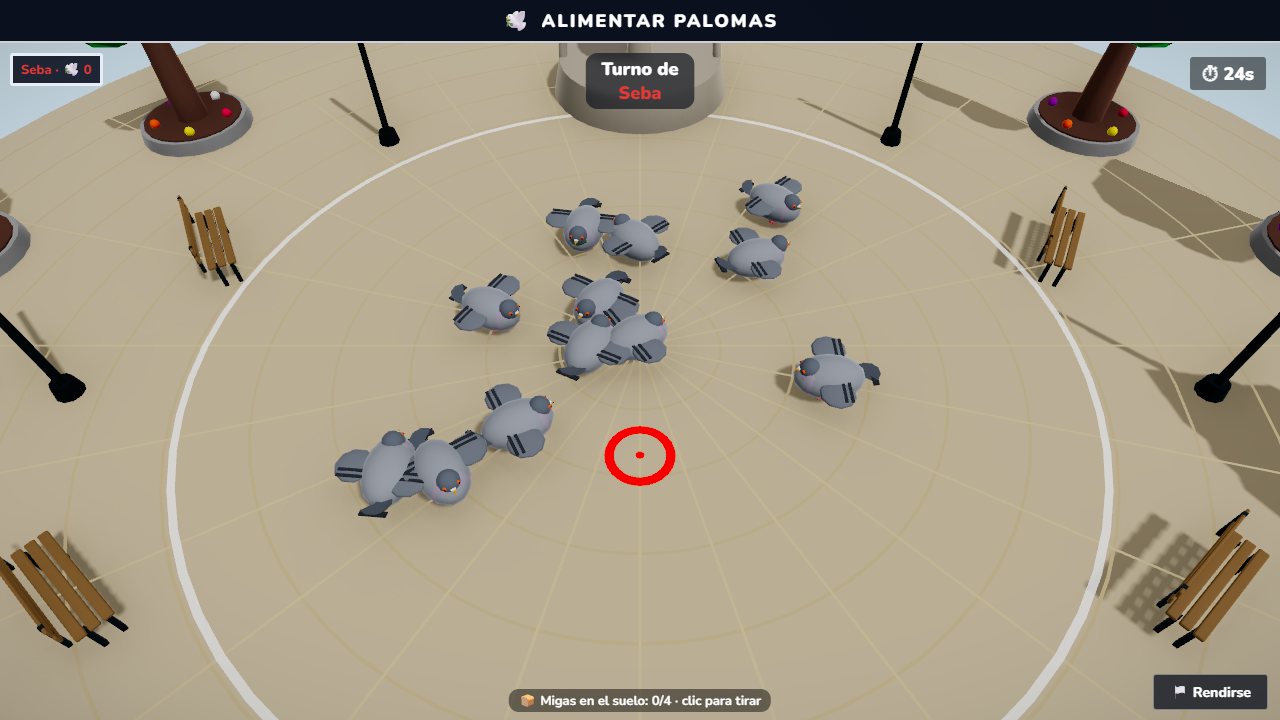 ALIMENTAR PALOMAS
Seba · 0
Turno de
Seba
24s
Migas en el suelo: 0/4 · clic para tirar
Rendirse